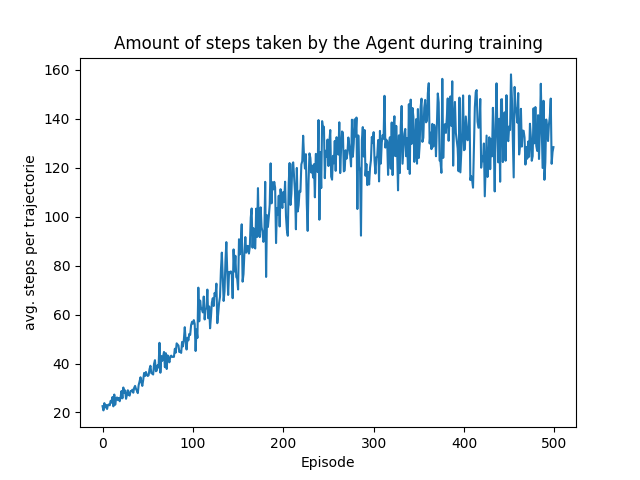 Amount of steps taken by the Agent during training
160
140
120
100
80
60
40
20
avg. steps per trajectorie
0 100 200 300 400 500
Episode